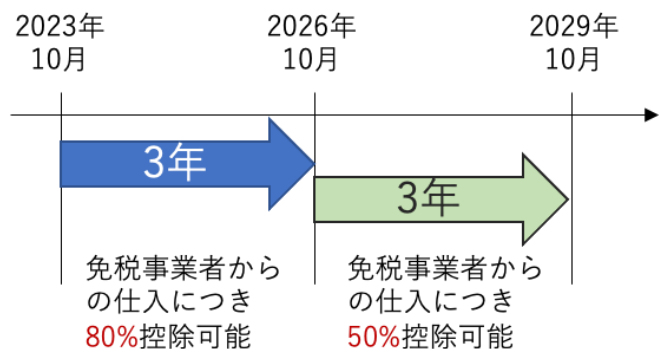 2023年
10月
2026年
10月
2029年
10月
3年
3年
免税事業者から
の仕入につき
80%控除可能
免税事業者から
の仕入につき
50%控除可能